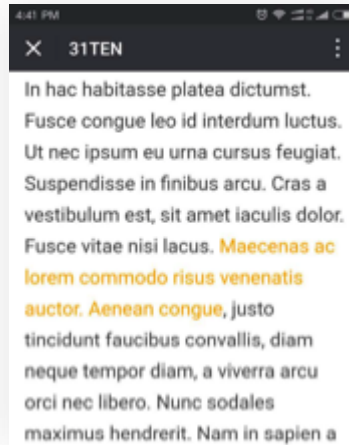 4:41 PM
31TEN
In hac habitasse platea dictumst.
Fusce congue leo id interdum luctus.
Ut nec ipsum eu urna cursus feugiat.
Suspendisse in finibus arcu. Cras a
vestibulum est, sit amet iaculis dolor.
Fusce vitae nisi lacus. Maecenas ac
lorem commodo risus venenatis
auctor. Aenean congue, justo
tincidunt faucibus convallis, diam
neque tempor diam, a viverra arcu
orci nec libero. Nunc sodales
maximus hendrerit. Nam in sapien a